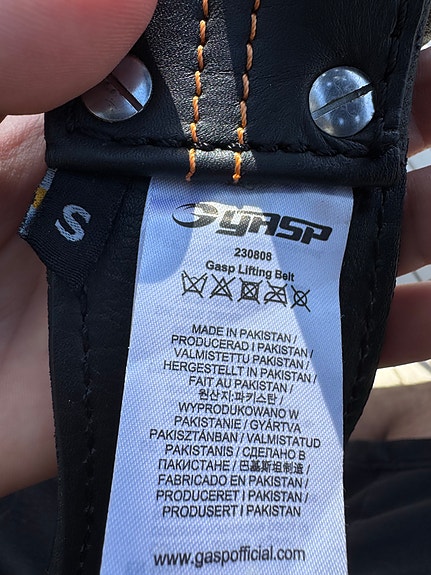 S
GASP
230808
Gasp Lifting Belt
MADE IN PAKISTAN /
PRODUCERAD I PAKISTAN /
VALMISTETTU PAKISTAN /
HERGESTELLT IN PAKISTAN /
FAIT AU PAKISTAN /
원산지:파키스탄 /
WYPRODUKOWANO W
PAKISTANIE / GYÁRTVA
PAKISZTÁNBAN / VALMISTATUD
PAKISTANIS / СДЕЛАНО В
ПАКИСТАНЕ / 巴基斯坦制造 /
FABRICADO EN PAKISTAN /
PRODUCERET I PAKISTAN /
PRODUSERT I PAKISTAN
www.gaspofficial.com